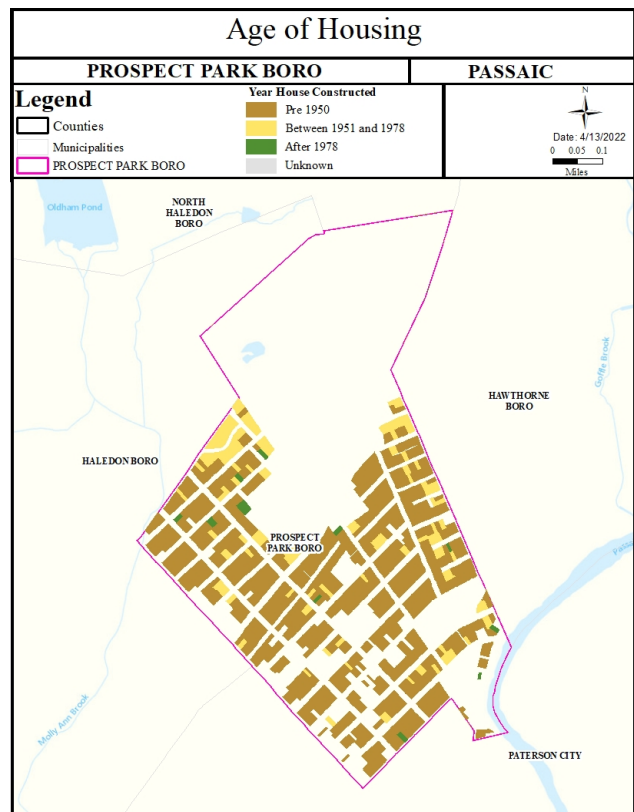 Age of Housing
PROSPECT PARK BORO
PASSAIC
Legend
Counties
Municipalities
PROSPECT PARK BORO
Year House Constructed
Pre 1950
Between 1951 and 1978
After 1978
Unknown
N
Date: 4/13/2022
0 0.05 0.1
Miles
Oldham Pond
NORTH
HALEDON
BORO
Goffle Brook
HAWTHORNE
BORO
HALEDON BORO
PROSPECT
PARK BORO
Molly Ann Brook
PATERSON CITY